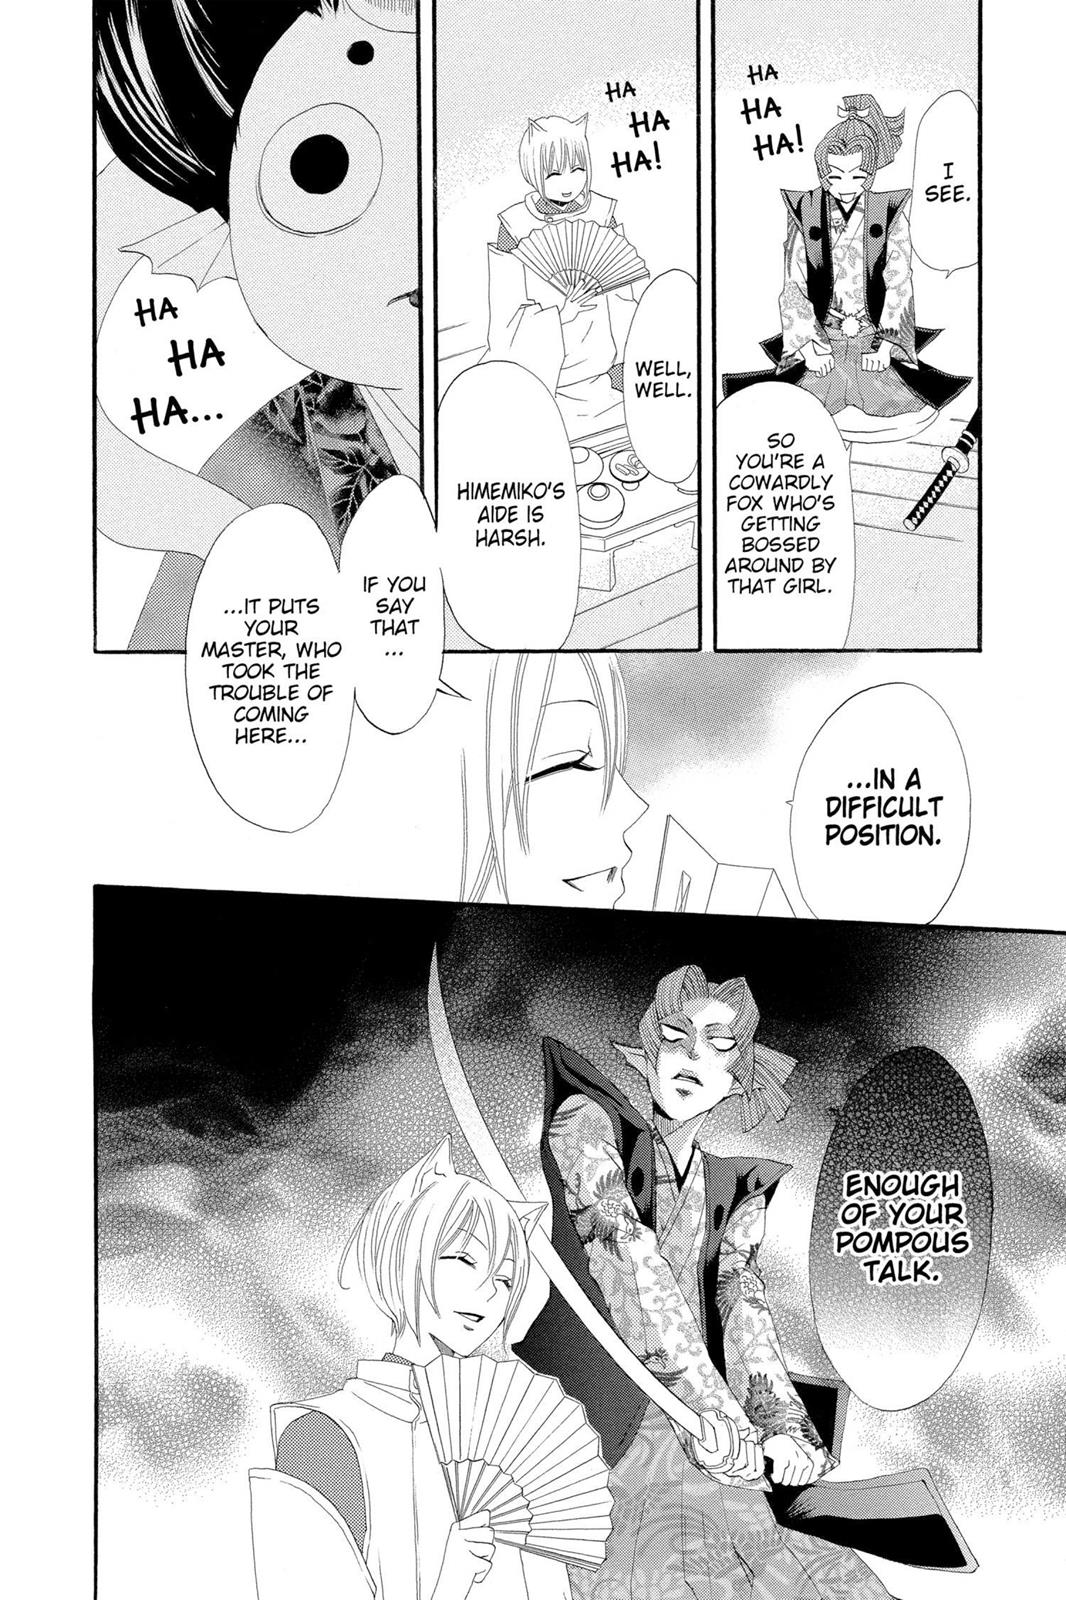 I
SEE.
HA
HA
HA!
SO
YOU'RE A
COWARDLY
FOX WHO'S
GETTING
BOSSED
AROUND BY
THAT GIRL.
HA
HA
HA!
WELL,
WELL.
HIMEMIKO'S
AIDE IS
HARSH.
HA
HA
HA...
IF YOU
SAY
THAT
...
...IT PUTS
YOUR
MASTER, WHO
TOOK THE
TROUBLE OF
COMING
HERE...
...IN A
DIFFICULT
POSITION.
ENOUGH
OF YOUR
POMPOUS
TALK.